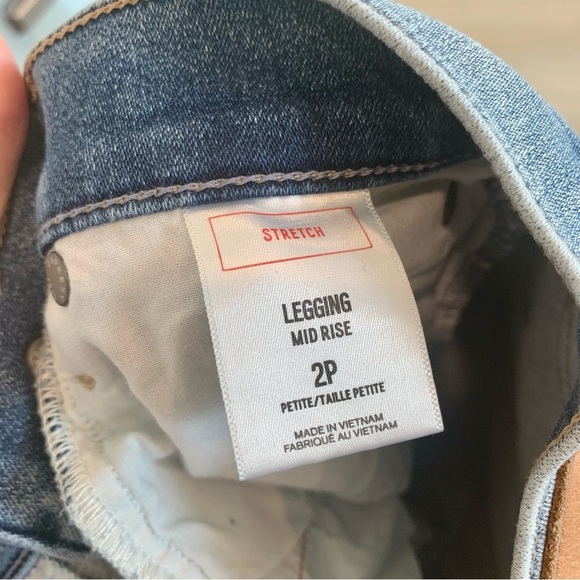 STRETCH
LEGGING
MID RISE
2P
PETITE/TAILLE PETITE
MADE IN VIETNAM
FABRIQUÉ AU VIETNAM